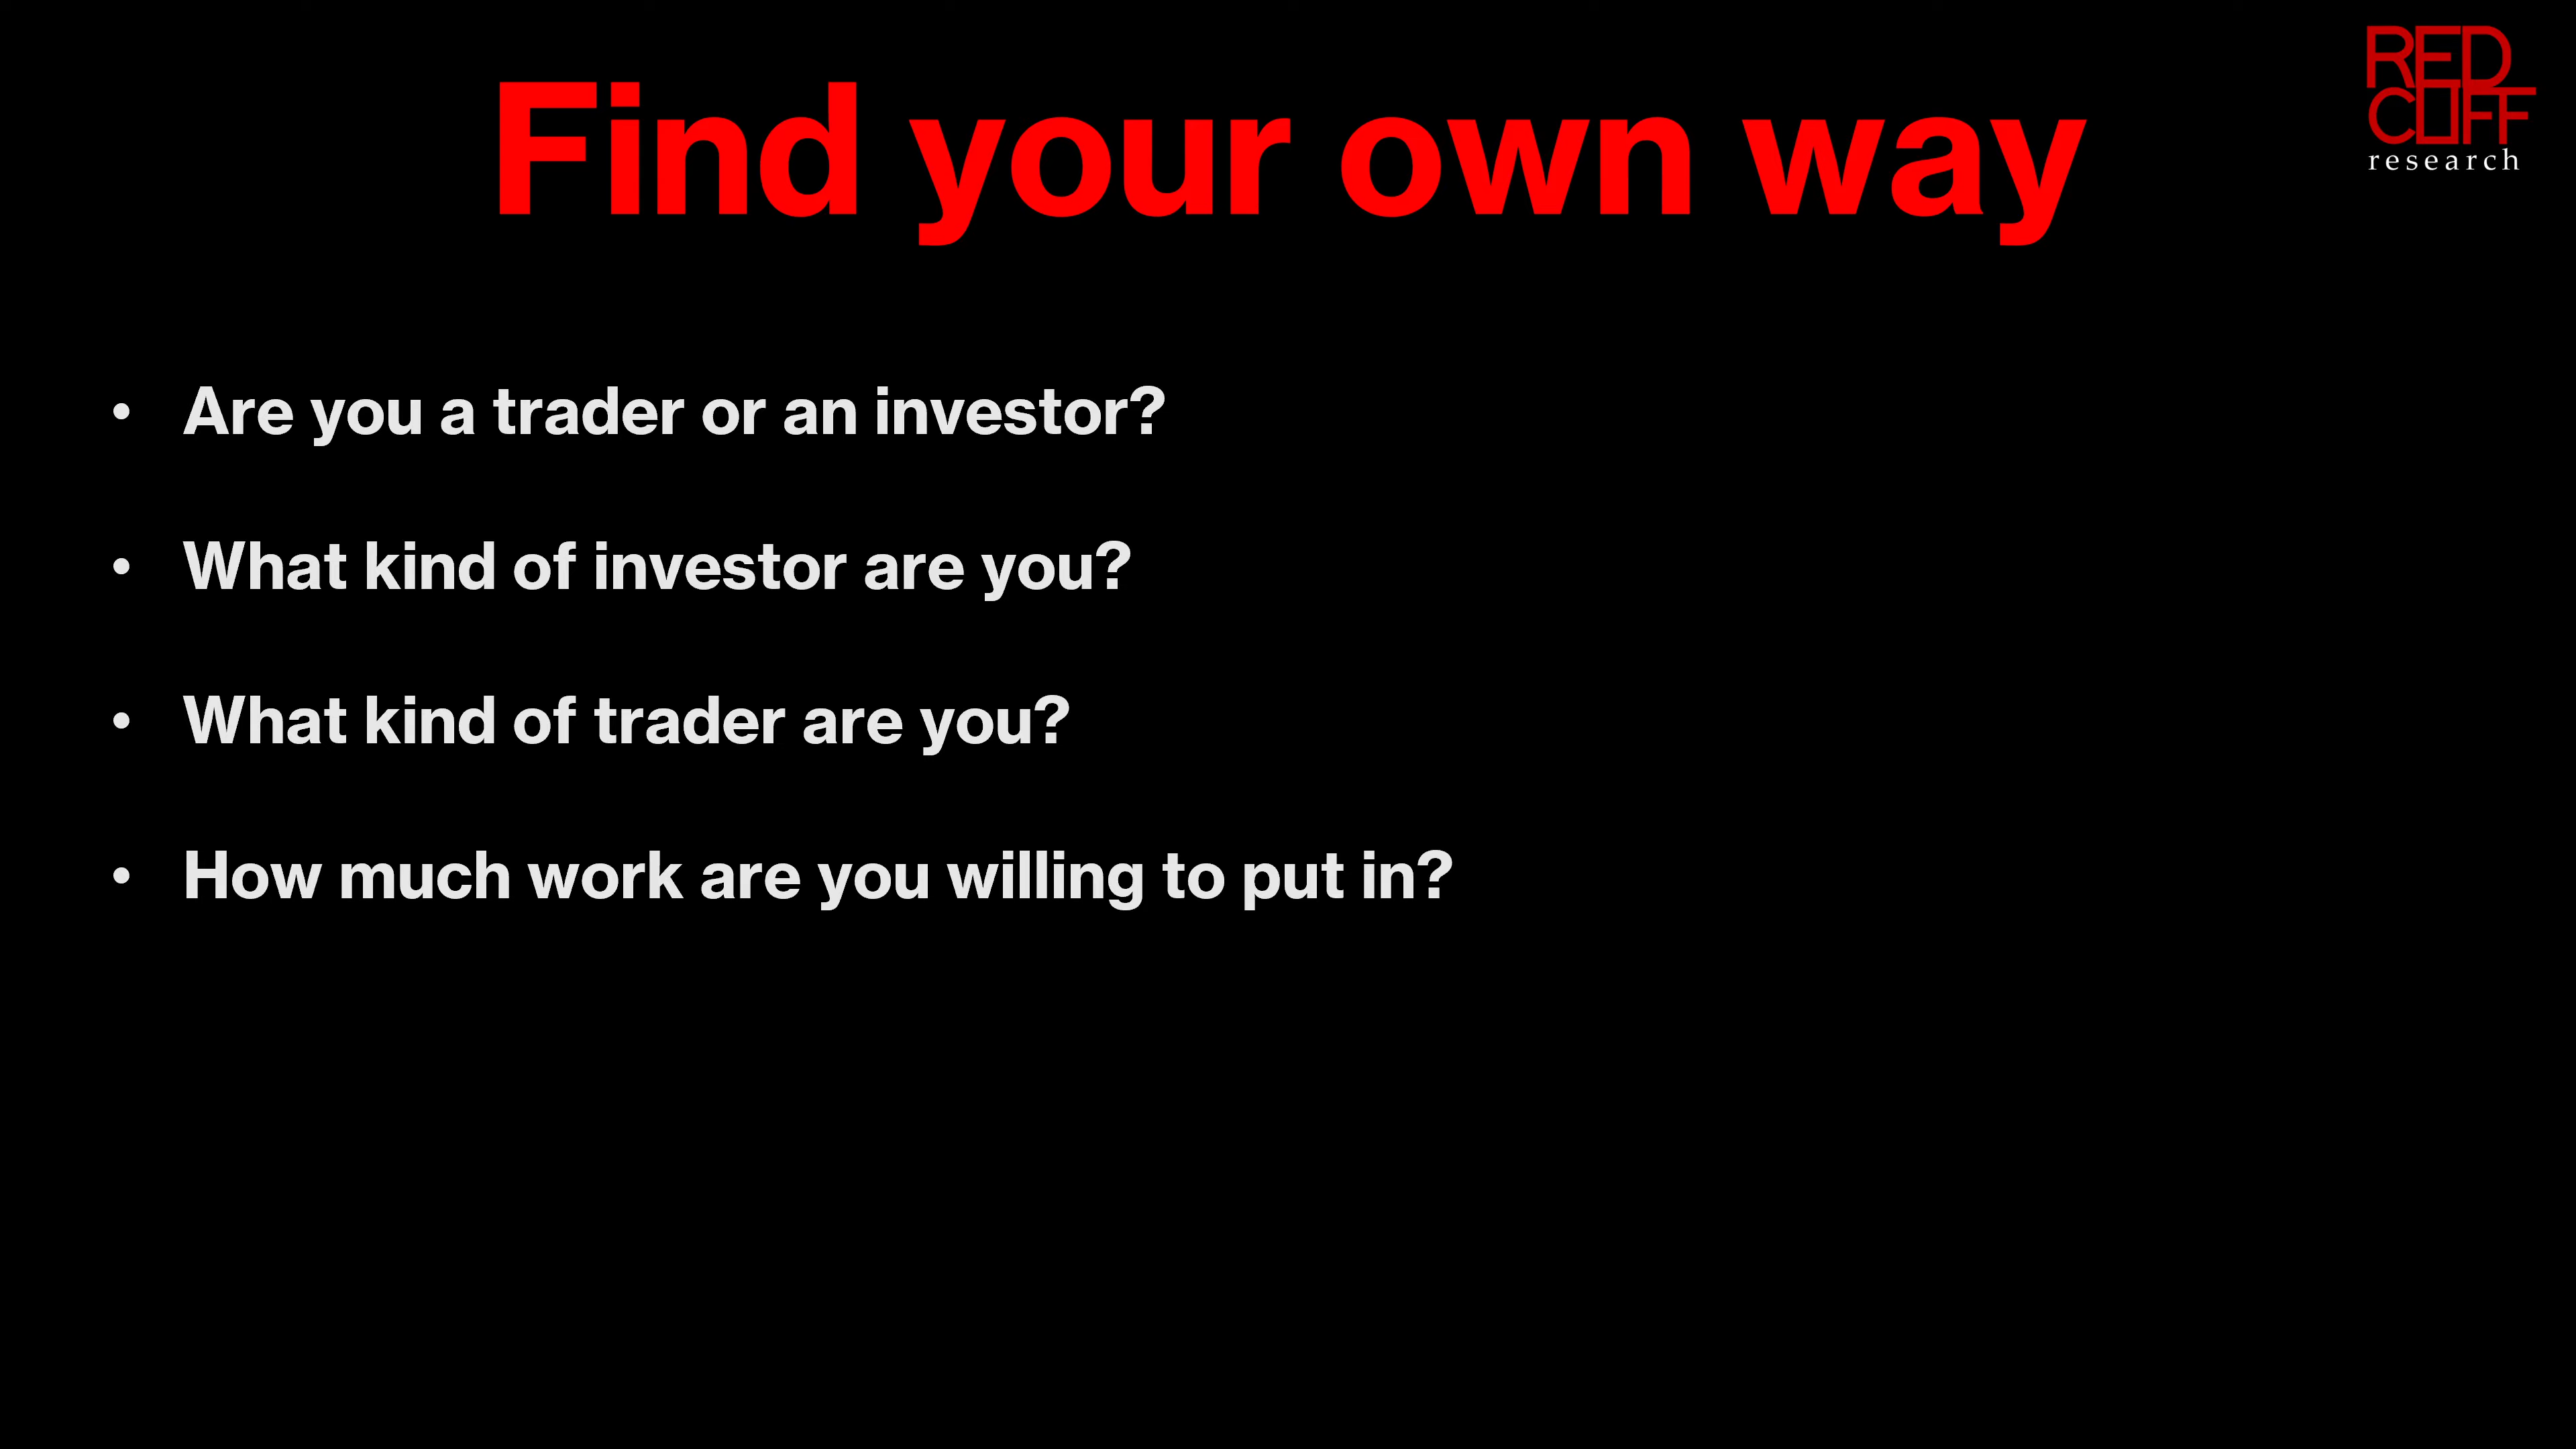 Find your own way
RED
CLIFF
research
• Are you a trader or an investor?
• What kind of investor are you?
• What kind of trader are you?
• How much work are you willing to put in?